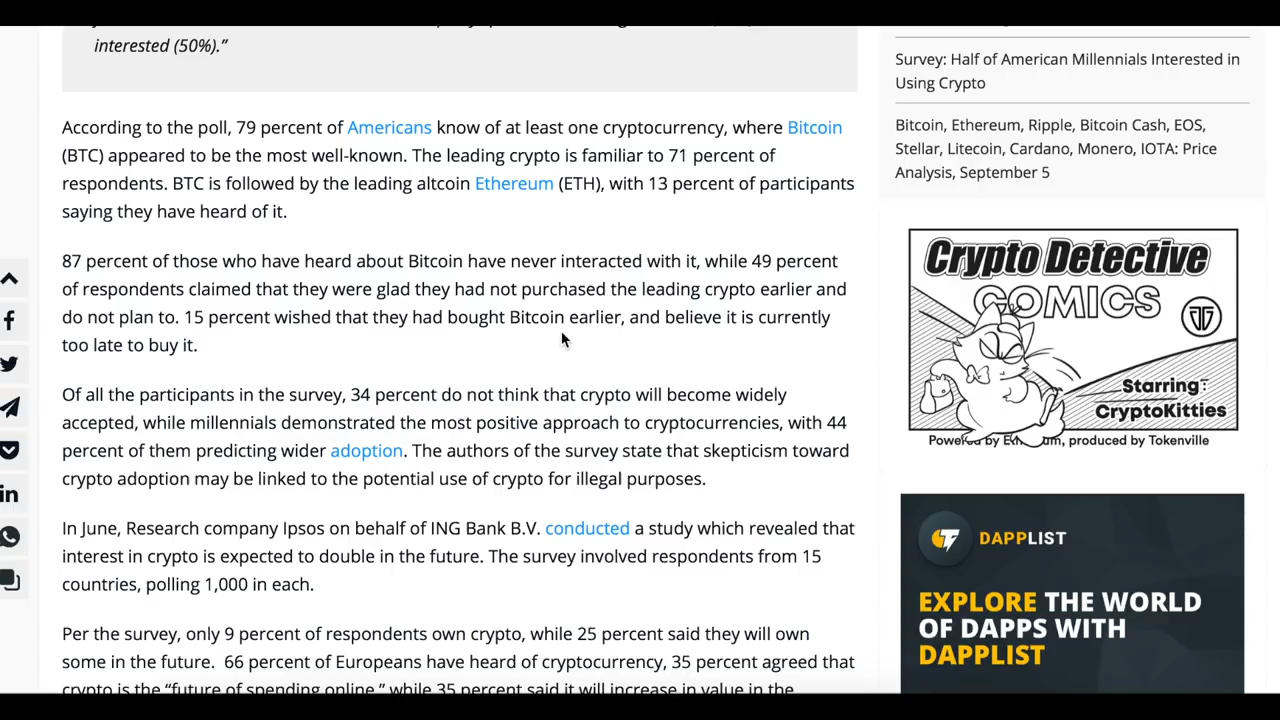 interested (50%).”
According to the poll, 79 percent of Americans know of at least one cryptocurrency, where Bitcoin
(BTC) appeared to be the most well-known. The leading crypto is familiar to 71 percent of
respondents. BTC is followed by the leading altcoin Ethereum (ETH), with 13 percent of participants
saying they have heard of it.
87 percent of those who have heard about Bitcoin have never interacted with it, while 49 percent
of respondents claimed that they were glad they had not purchased the leading crypto earlier and
do not plan to. 15 percent wished that they had bought Bitcoin earlier, and believe it is currently
too late to buy it.
Of all the participants in the survey, 34 percent do not think that crypto will become widely
accepted, while millennials demonstrated the most positive approach to cryptocurrencies, with 44
percent of them predicting wider adoption. The authors of the survey state that skepticism toward
crypto adoption may be linked to the potential use of crypto for illegal purposes.
In June, Research company Ipsos on behalf of ING Bank B.V. conducted a study which revealed that
interest in crypto is expected to double in the future. The survey involved respondents from 15
countries, polling 1,000 in each.
Per the survey, only 9 percent of respondents own crypto, while 25 percent said they will own
some in the future. 66 percent of Europeans have heard of cryptocurrency, 35 percent agreed that
crypto is the “future of spending online,” while 35 percent said it will increase in value in the
Survey: Half of American Millennials Interested in
Using Crypto
Bitcoin, Ethereum, Ripple, Bitcoin Cash, EOS,
Stellar, Litecoin, Cardano, Monero, IOTA: Price
Analysis, September 5
Crypto Detective
COMICS
Starring:
CryptoKitties
Powered by Ethereum, produced by Tokenville
DAPPLIST
EXPLORE THE WORLD
OF DAPPS WITH
DAPPLIST